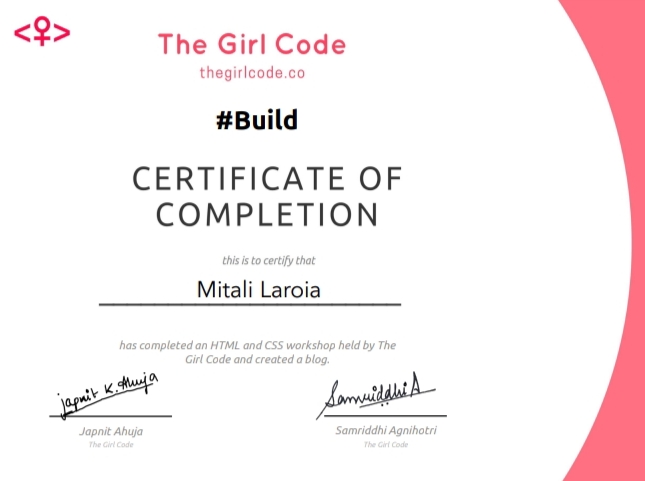 <♀>
The Girl Code
thegirlcode.co
#Build
CERTIFICATE OF
COMPLETION
this is to certify that
Mitali Laroia
has completed an HTML and CSS workshop held by The
Girl Code and created a blog.
Japnit K. Ahuja
Samriddhi A
Japnit Ahuja
Samriddhi Agnihotri
The Girl Code
The Girl Code